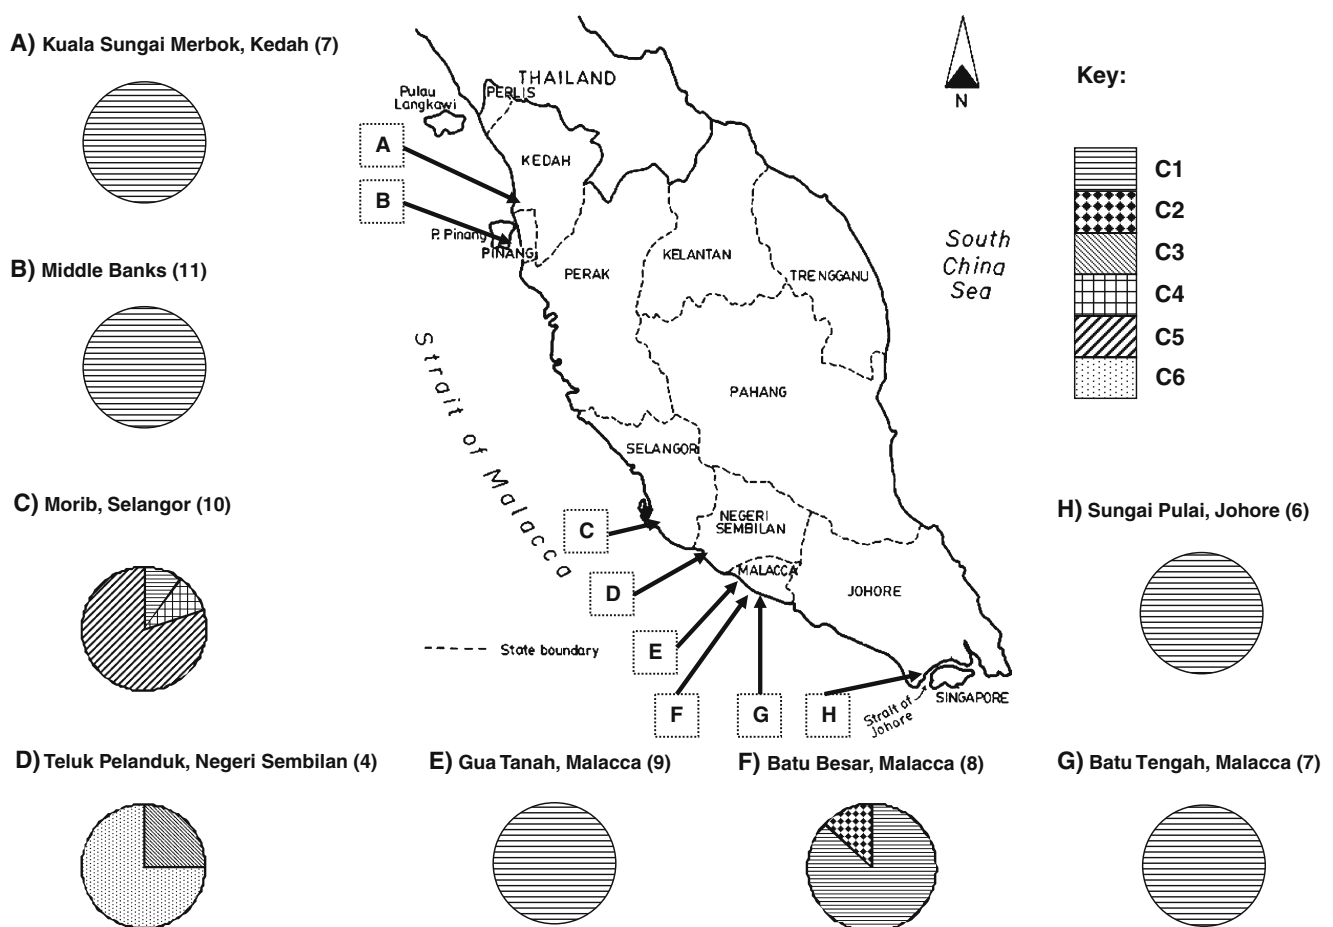 A) Kuala Sungai Merbok, Kedah (7)
B) Middle Banks (11)
C) Morib, Selangor (10)
D) Teluk Pelanduk, Negeri Sembilan (4)
E) Gua Tanah, Malacca (9)
F) Batu Besar, Malacca (8)
G) Batu Tengah, Malacca (7)
H) Sungai Pulai, Johore (6)
Key:
C1
C2
C3
C4
C5
C6
N
THAILAND
Pulau
Langkawi
PERLIS
KEDAH
P. Pinang
PINANG
PERAK
KELANTAN
TRENGGANU
South
China
Sea
PAHANG
SELANGOR
NEGERI
SEMBILAN
MALACCA
JOHORE
SINGAPORE
Strait of
Johore
Strait of Malacca
State boundary
A
B
C
D
E
F
G
H